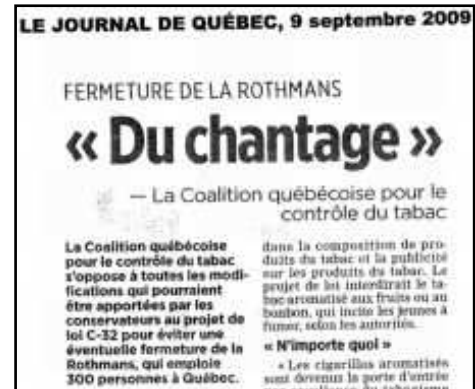 LE JOURNAL DE QUÉBEC, 9 septembre 2009
FERMETURE DE LA ROTHMANS
« Du chantage »
— La Coalition québécoise pour le
contrôle du tabac
La Coalition québécoise
pour le contrôle du tabac
s'oppose à toutes les modi-
fications qui pourraient
être apportées par les
conservateurs au projet de
loi C-32 pour éviter une
éventuelle fermeture de la
Rothmans, qui emploie
300 personnes à Québec.
dans la composition de pro-
duits du tabac et la publicité
sur les produits du tabac. Le
projet de loi interdirait le ta-
bac aromatisé aux fruits ou au
bonbon, qui incite les jeunes à
fumer, selon les autorités.
« N'importe quoi »
« Les cigarillos aromatisés
sont devenus la porte d'entrée